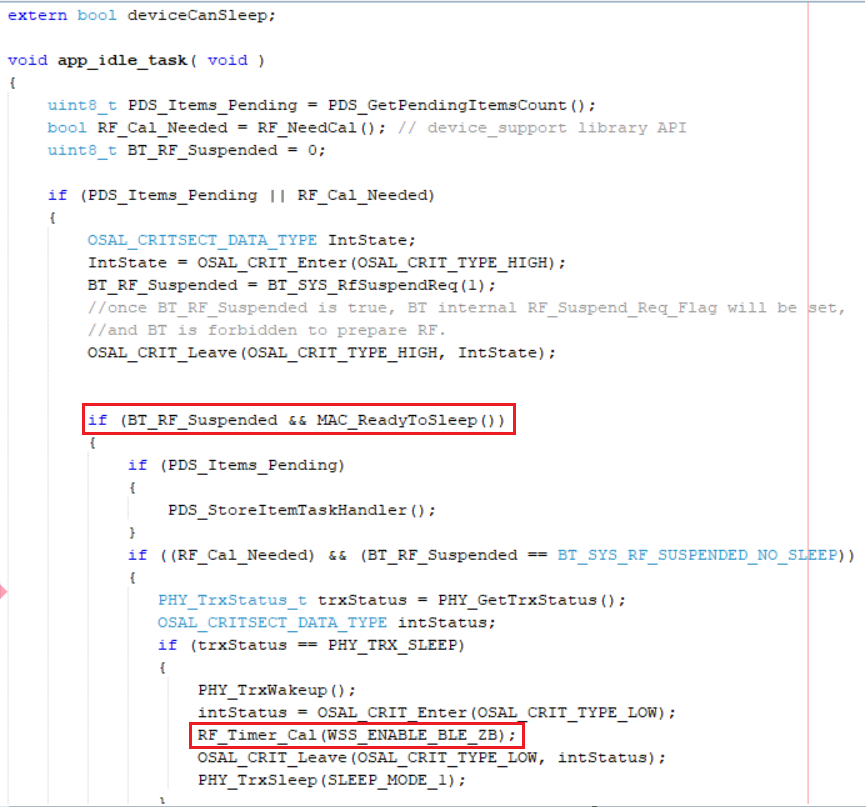 extern bool deviceCanSleep;
void app_idle_task( void )
{
uint8_t PDS_Items_Pending = PDS_GetPendingItemsCount();
bool RF_Cal_Needed = RF_NeedCal(); // device_support library API
uint8_t BT_RF_Suspended = 0;
if (PDS_Items_Pending || RF_Cal_Needed)
{
OSAL_CRITSECT_DATA_TYPE IntState;
IntState = OSAL_CRIT_Enter(OSAL_CRIT_TYPE_HIGH);
BT_RF_Suspended = BT_SYS_RfSuspendReq(1);
//once BT_RF_Suspended is true, BT internal RF_Suspend_Req_Flag will be set,
//and BT is forbidden to prepare RF.
OSAL_CRIT_Leave(OSAL_CRIT_TYPE_HIGH, IntState);
if (BT_RF_Suspended && MAC_ReadyToSleep())
{
if (PDS_Items_Pending)
{
PDS_StoreItemTaskHandler();
}
if ((RF_Cal_Needed) && (BT_RF_Suspended == BT_SYS_RF_SUSPENDED_NO_SLEEP))
{
PHY_TrxStatus_t trxStatus = PHY_GetTrxStatus();
OSAL_CRITSECT_DATA_TYPE intStatus;
if (trxStatus == PHY_TRX_SLEEP)
{
PHY_TrxWakeup();
intStatus = OSAL_CRIT_Enter(OSAL_CRIT_TYPE_LOW);
RF_Timer_Cal(WSS_ENABLE_BLE_ZB);
OSAL_CRIT_Leave(OSAL_CRIT_TYPE_LOW, intStatus);
PHY_TrxSleep(SLEEP_MODE_1);
}